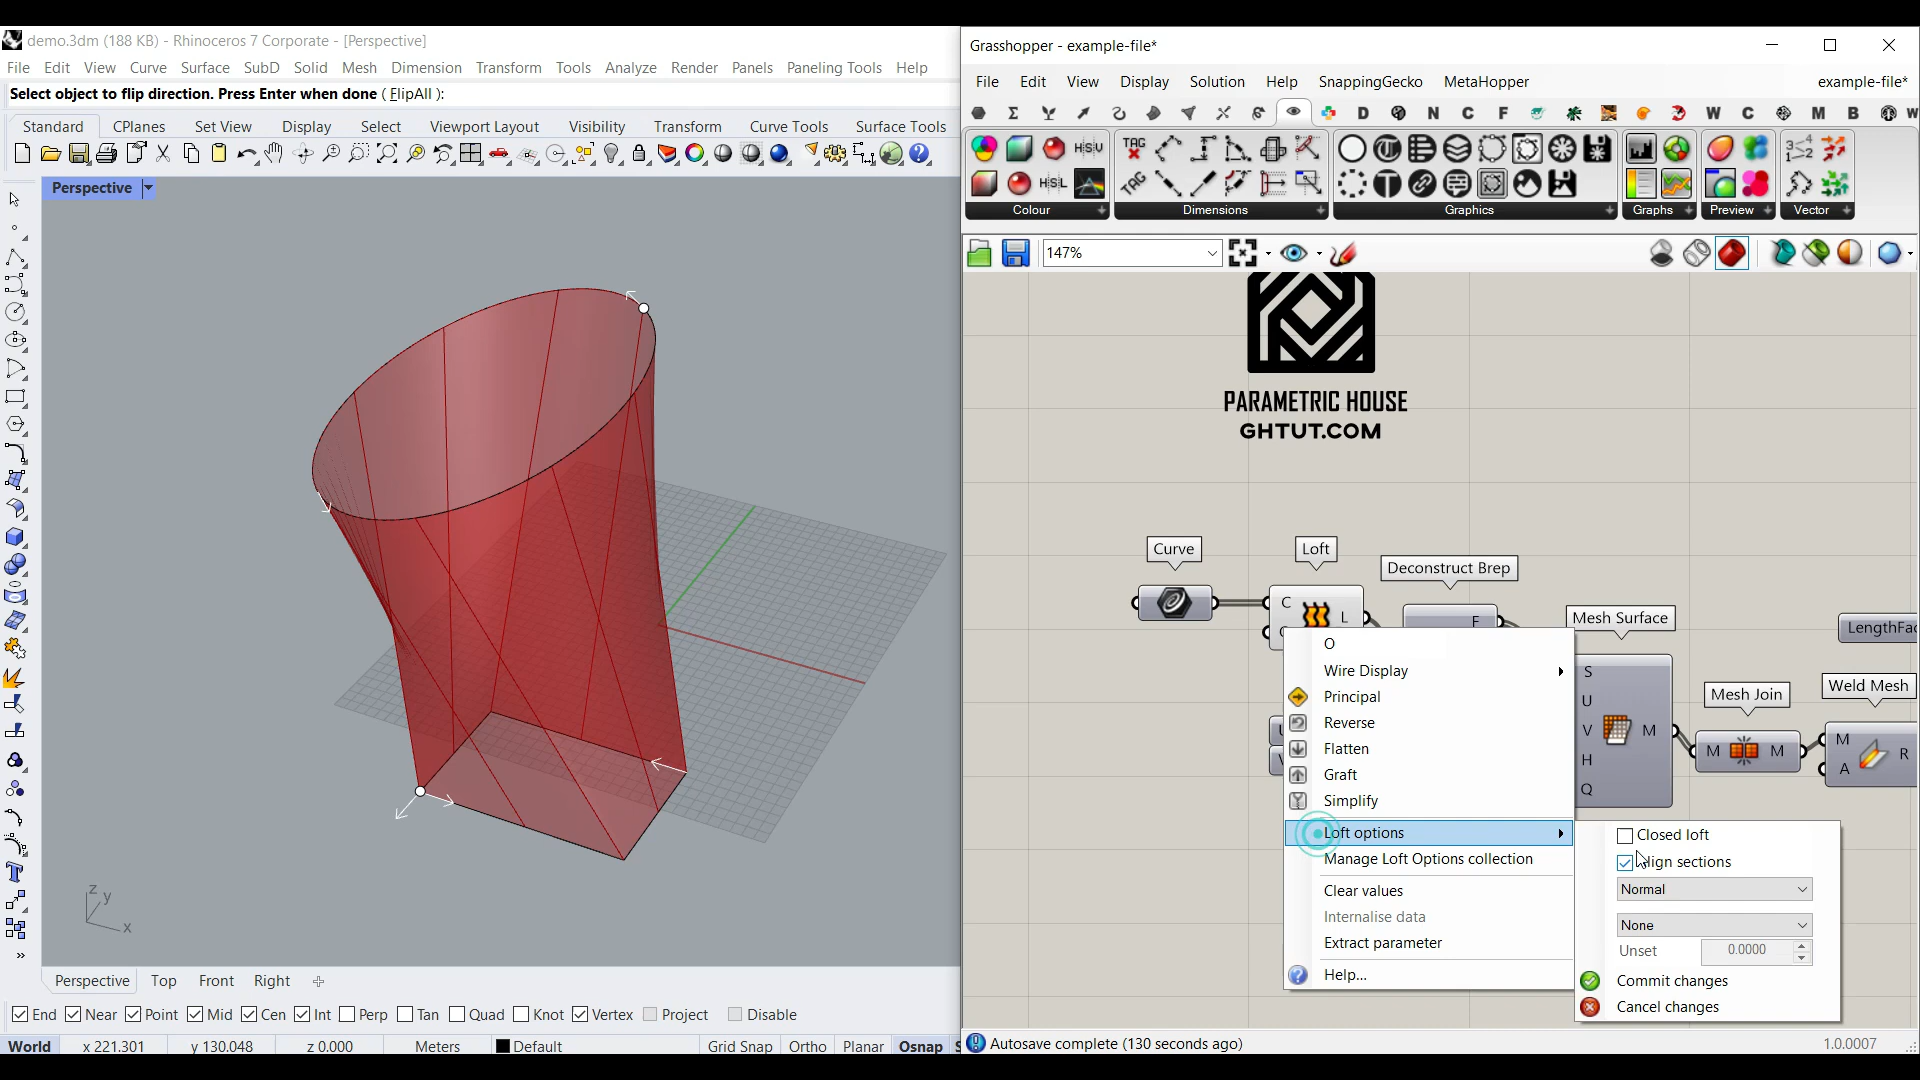 demo.3dm (188 KB) - Rhinoceros 7 Corporate - [Perspective]
File Edit View Curve Surface SubD Solid Mesh Dimension Transform Tools Analyze Render Panels Paneling Tools Help
Select object to flip direction. Press Enter when done ( FlipAll ):
Standard CPlanes Set View Display Select Viewport Layout Visibility Transform Curve Tools Surface Tools
Perspective
z y
x
Perspective Top Front Right
End Near Point Mid Cen Int Perp Tan Quad Knot Vertex Project Disable
World x 221.301 y 130.048 z 0.000 Meters Default Grid Snap Ortho Planar Osnap S
Grasshopper - example-file*
File Edit View Display Solution Help SnappingGecko MetaHopper example-file*
D N C F W C M B W
HSV TAG
HSL TAG
Colour Dimensions Graphics Graphs Preview Vector
147%
PARAMETRIC HOUSE
GHTUT.COM
Curve Loft
Deconstruct Brep
C L F
Mesh Surface
LengthFac
O
Wire Display
Principal
Reverse
Flatten
Graft
Simplify
Loft options
Manage Loft Options collection
Clear values
Internalise data
Extract parameter
Help...
S
U
V M
H
Q
Mesh Join
M M
Weld Mesh
M R
A
Closed loft
Align sections
Normal
None
Unset 0.0000
Commit changes
Cancel changes
Autosave complete (130 seconds ago) 1.0.0007